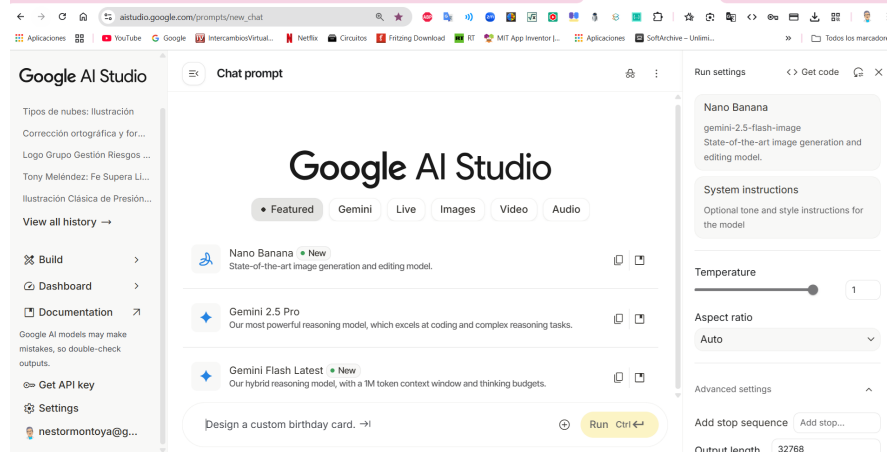 aistudio.google.com/prompts/new_chat
Aplicaciones
YouTube
Google
IntercambiosVirtual...
Netflix
Circuitos
Fritzing Download
RT
MIT App Inventor |...
Aplicaciones
SoftArchive – Unlimi...
»
Todos los marcadore
Google AI Studio
Tipos de nubes: Ilustración
Corrección ortográfica y for...
Logo Grupo Gestión Riesgos ...
Tony Meléndez: Fe Supera Li...
Ilustración Clásica de Presión...
View all history →
Build
Dashboard
Documentation
Google AI models may make
mistakes, so double-check
outputs.
Get API key
Settings
nestormontoya@g...
Chat prompt
Google AI Studio
Featured
Gemini
Live
Images
Video
Audio
Nano Banana • New
State-of-the-art image generation and editing model.
Gemini 2.5 Pro
Our most powerful reasoning model, which excels at coding and complex reasoning tasks.
Gemini Flash Latest • New
Our hybrid reasoning model, with a 1M token context window and thinking budgets.
Design a custom birthday card.
Run Ctrl
Run settings
<> Get code
Nano Banana
gemini-2.5-flash-image
State-of-the-art image generation and
editing model.
System instructions
Optional tone and style instructions for
the model
Temperature
1
Aspect ratio
Auto
Advanced settings
Add stop sequence
Add stop...
Output length
32768